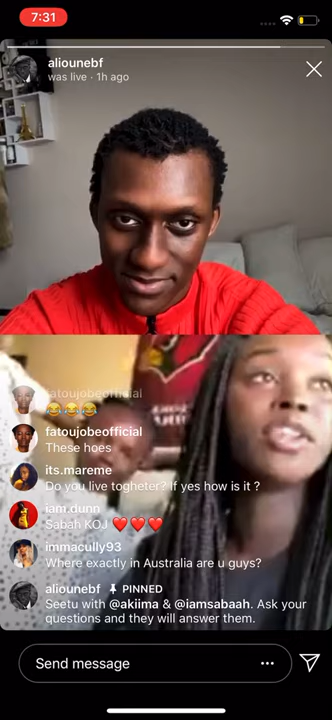 7:31
aliounebf
was live · 1h ago
fatoujobeofficial
😂😂😂
fatoujobeofficial
These hoes
its.mareme
Do you live togheter? If yes how is it ?
iam.dunn
Sabah KOJ ❤️❤️❤️
immacully93
Where exactly in Australia are u guys?
aliounebf 📌 PINNED
Seetu with @akiima & @iamsabaah. Ask your
questions and they will answer them.
Send message